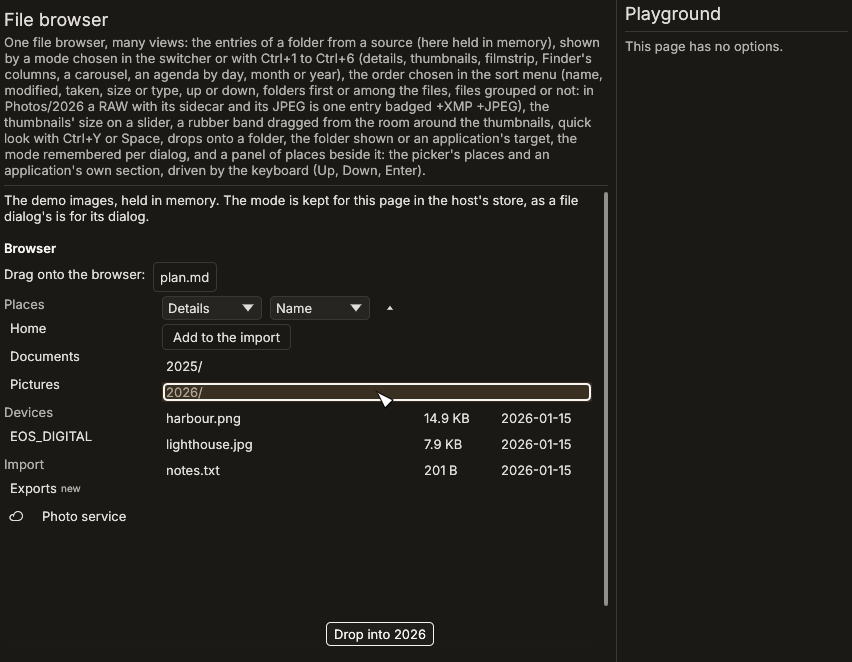 File browser
One file browser, many views: the entries of a folder from a source (here held in memory), shown
by a mode chosen in the switcher or with Ctrl+1 to Ctrl+6 (details, thumbnails, filmstrip, Finder's
columns, a carousel, an agenda by day, month or year), the order chosen in the sort menu (name,
modified, taken, size or type, up or down, folders first or among the files, files grouped or not: in
Photos/2026 a RAW with its sidecar and its JPEG is one entry badged +XMP +JPEG), the
thumbnails' size on a slider, a rubber band dragged from the room around the thumbnails, quick
look with Ctrl+Y or Space, drops onto a folder, the folder shown or an application's target, the
mode remembered per dialog, and a panel of places beside it: the picker's places and an
application's own section, driven by the keyboard (Up, Down, Enter).
The demo images, held in memory. The mode is kept for this page in the host's store, as a file
dialog's is for its dialog.
Browser
Drag onto the browser: plan.md
Places
Home
Documents
Pictures
Devices
EOS_DIGITAL
Import
Exports new
Photo service
Details Name
Add to the import
2025/
2026/
harbour.png 14.9 KB 2026-01-15
lighthouse.jpg 7.9 KB 2026-01-15
notes.txt 201 B 2026-01-15
Drop into 2026
Playground
This page has no options.